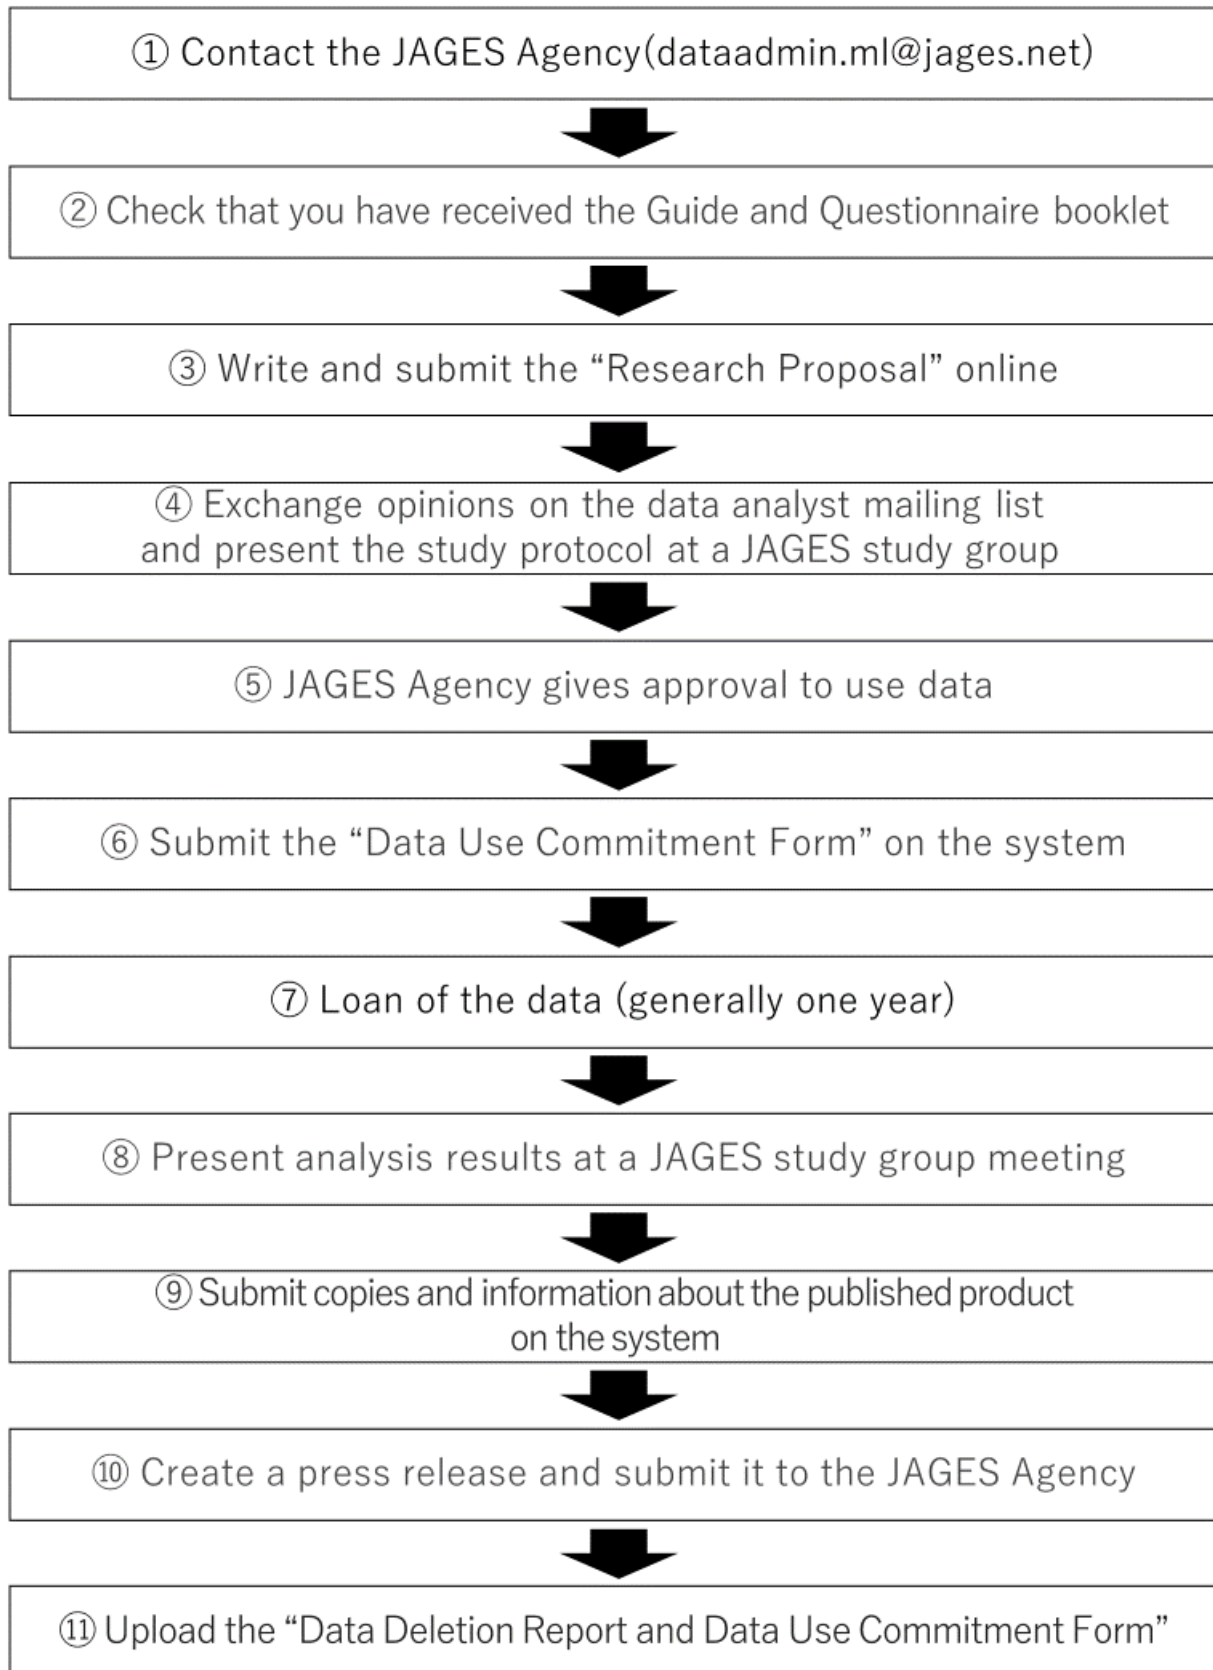 ① Contact the JAGES Agency(dataadmin.ml@jages.net)
② Check that you have received the Guide and Questionnaire booklet
③ Write and submit the “Research Proposal” online
④ Exchange opinions on the data analyst mailing list
and present the study protocol at a JAGES study group
⑤ JAGES Agency gives approval to use data
⑥ Submit the “Data Use Commitment Form” on the system
⑦ Loan of the data (generally one year)
⑧ Present analysis results at a JAGES study group meeting
⑨ Submit copies and information about the published product
on the system
⑩ Create a press release and submit it to the JAGES Agency
⑪ Upload the “Data Deletion Report and Data Use Commitment Form”